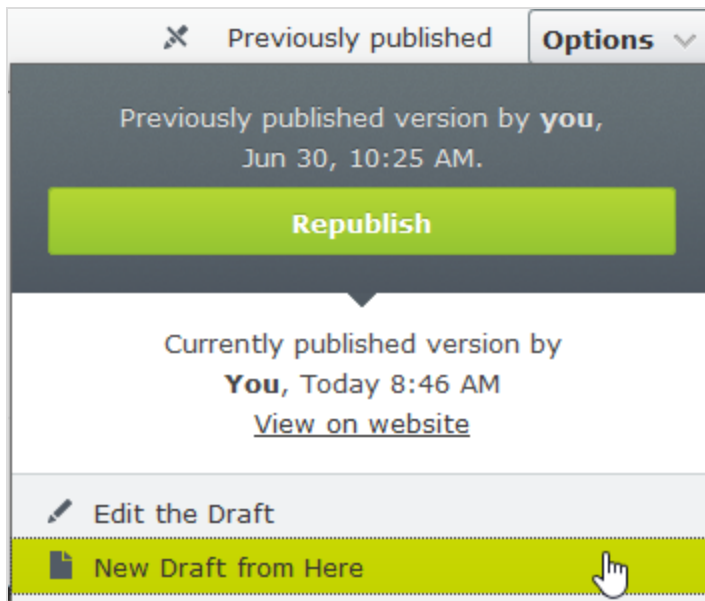 Previously published Options
Previously published version by you,
Jun 30, 10:25 AM.
Republish
Currently published version by
You, Today 8:46 AM
View on website
Edit the Draft
New Draft from Here